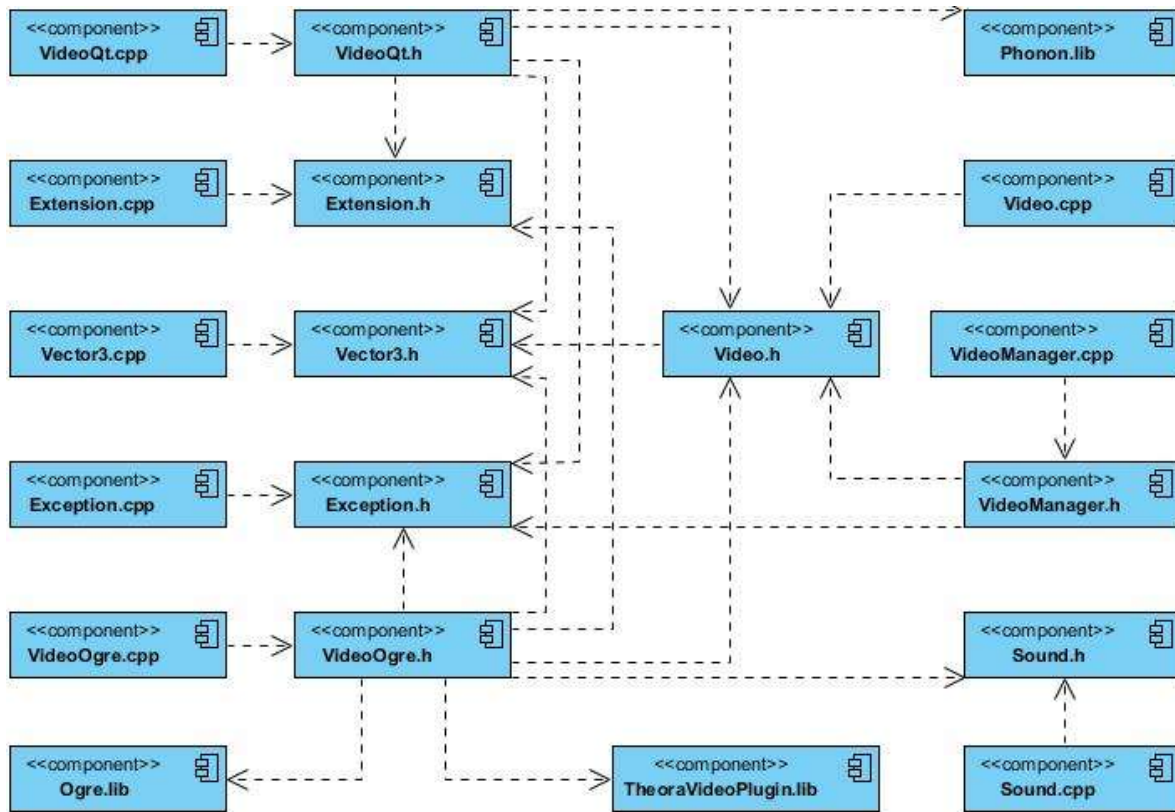 <<component>>
VideoQt.cpp
<<component>>
VideoQt.h
<<component>>
Phonon.lib
<<component>>
Extension.cpp
<<component>>
Extension.h
<<component>>
Video.cpp
<<component>>
Vector3.cpp
<<component>>
Vector3.h
<<component>>
Video.h
<<component>>
VideoManager.cpp
<<component>>
Exception.cpp
<<component>>
Exception.h
<<component>>
VideoManager.h
<<component>>
VideoOgre.cpp
<<component>>
VideoOgre.h
<<component>>
Sound.h
<<component>>
Ogre.lib
<<component>>
TheoraVideoPlugin.lib
<<component>>
Sound.cpp